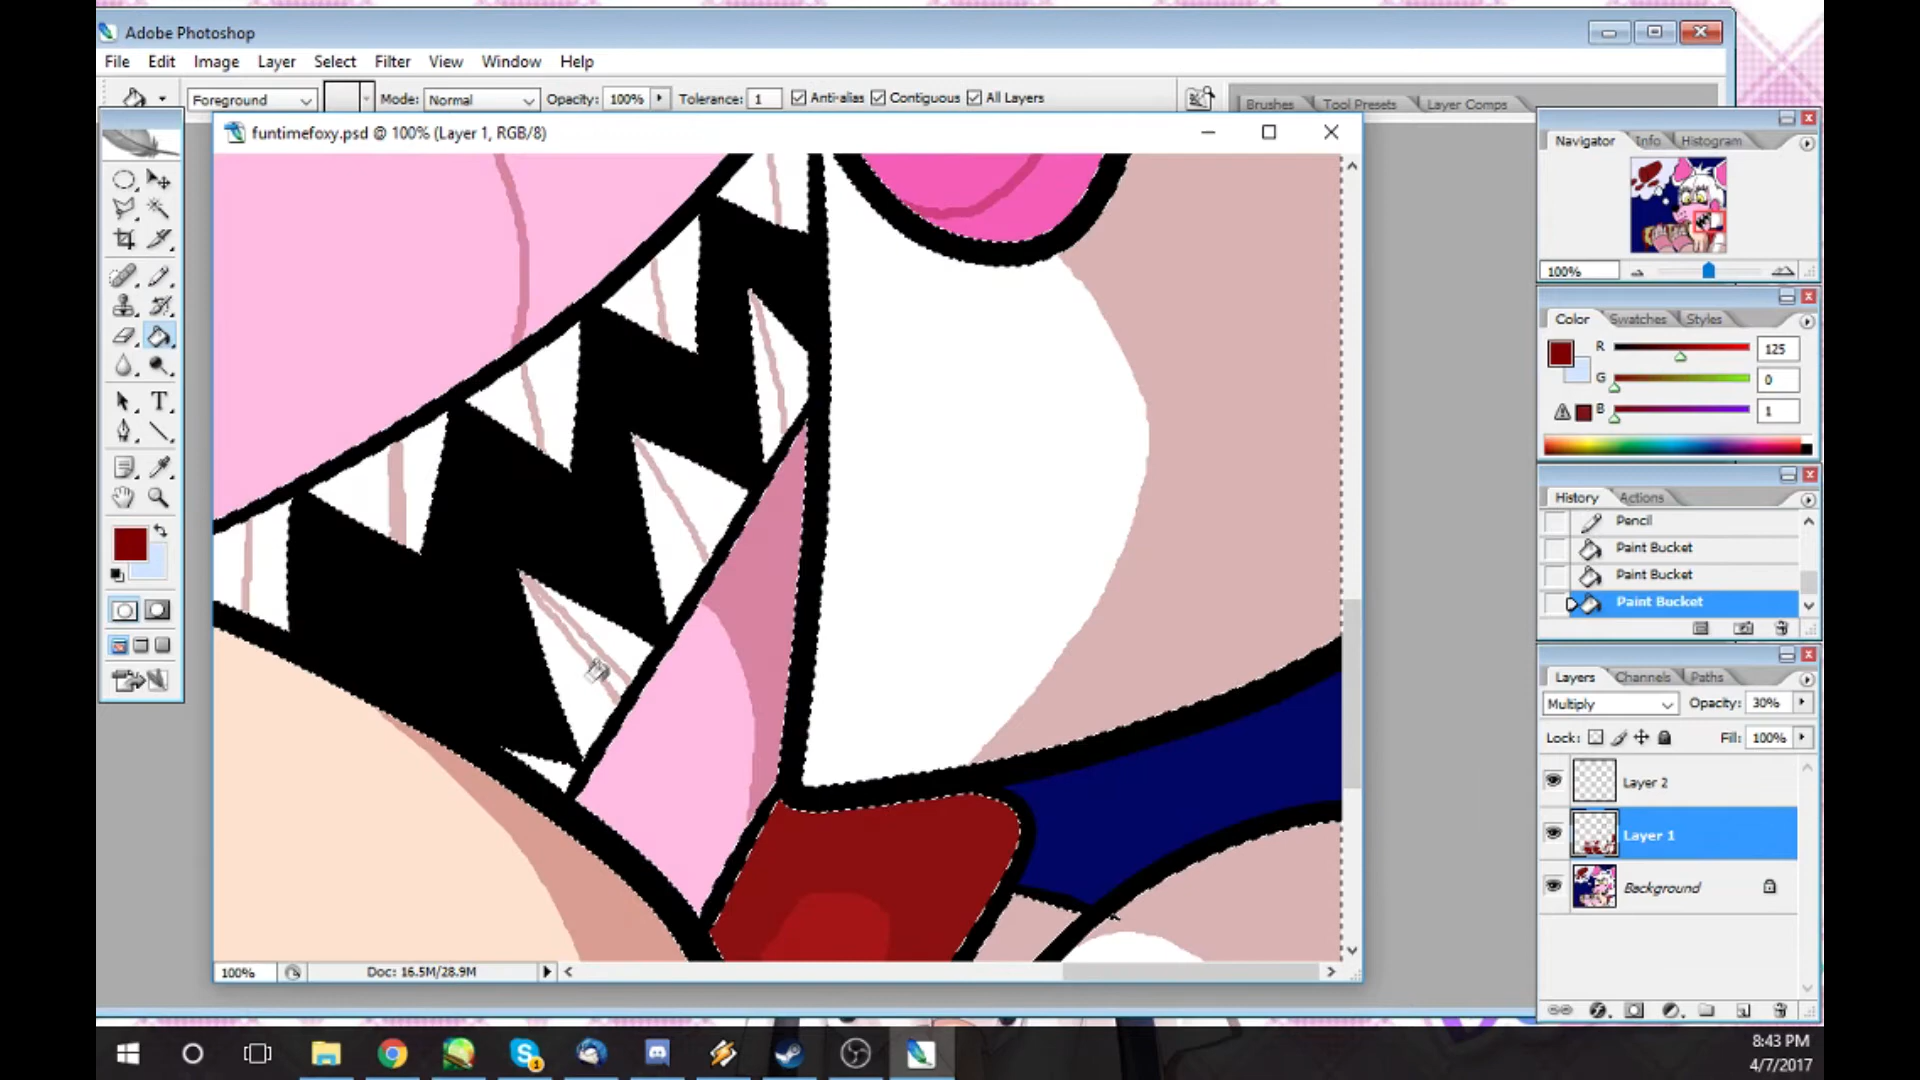 Adobe Photoshop
File Edit Image Layer Select Filter View Window Help
Foreground Mode: Normal Opacity: 100% Tolerance: 1 Anti-alias Contiguous All Layers
Brushes Tool Presets Layer Comps
funtimefoxy.psd @ 100% (Layer 1, RGB/8)
Navigator Info Histogram
100%
Color Swatches Styles
R 125
G 0
B 1
History Actions
Pencil
Paint Bucket
Paint Bucket
Paint Bucket
Layers Channels Paths
Multiply Opacity: 30%
Lock: Fill: 100%
Layer 2
Layer 1
Background
100% Doc: 16.5M/28.9M
8:43 PM
4/7/2017